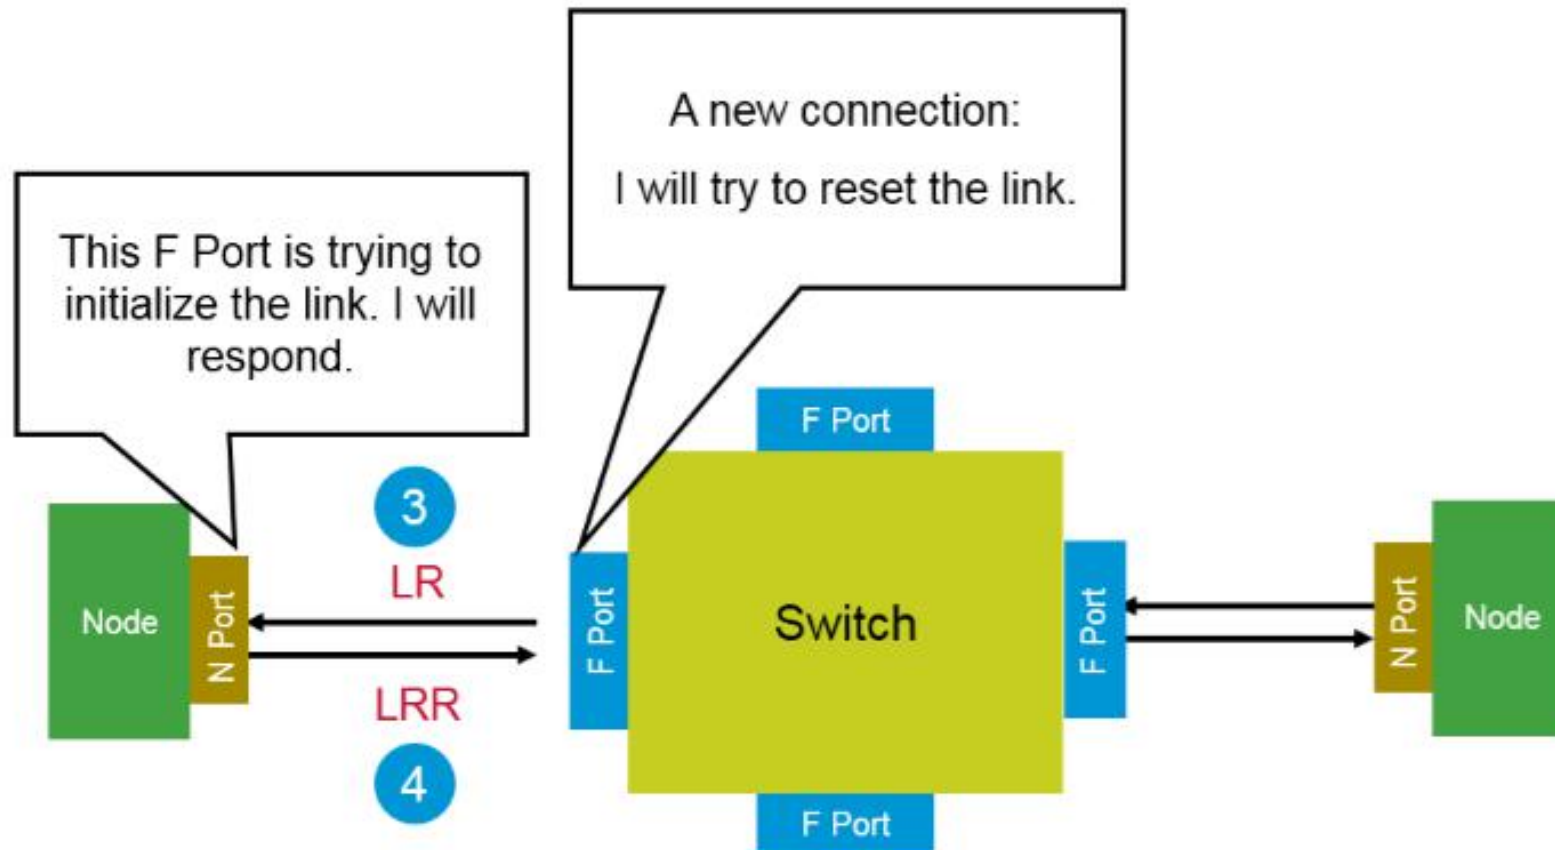 A new connection:
I will try to reset the link.
This F Port is trying to
initialize the link. I will
respond.
F Port
3
LR
Node
N Port
F Port
Switch
F Port
N Port
Node
LRR
4
F Port